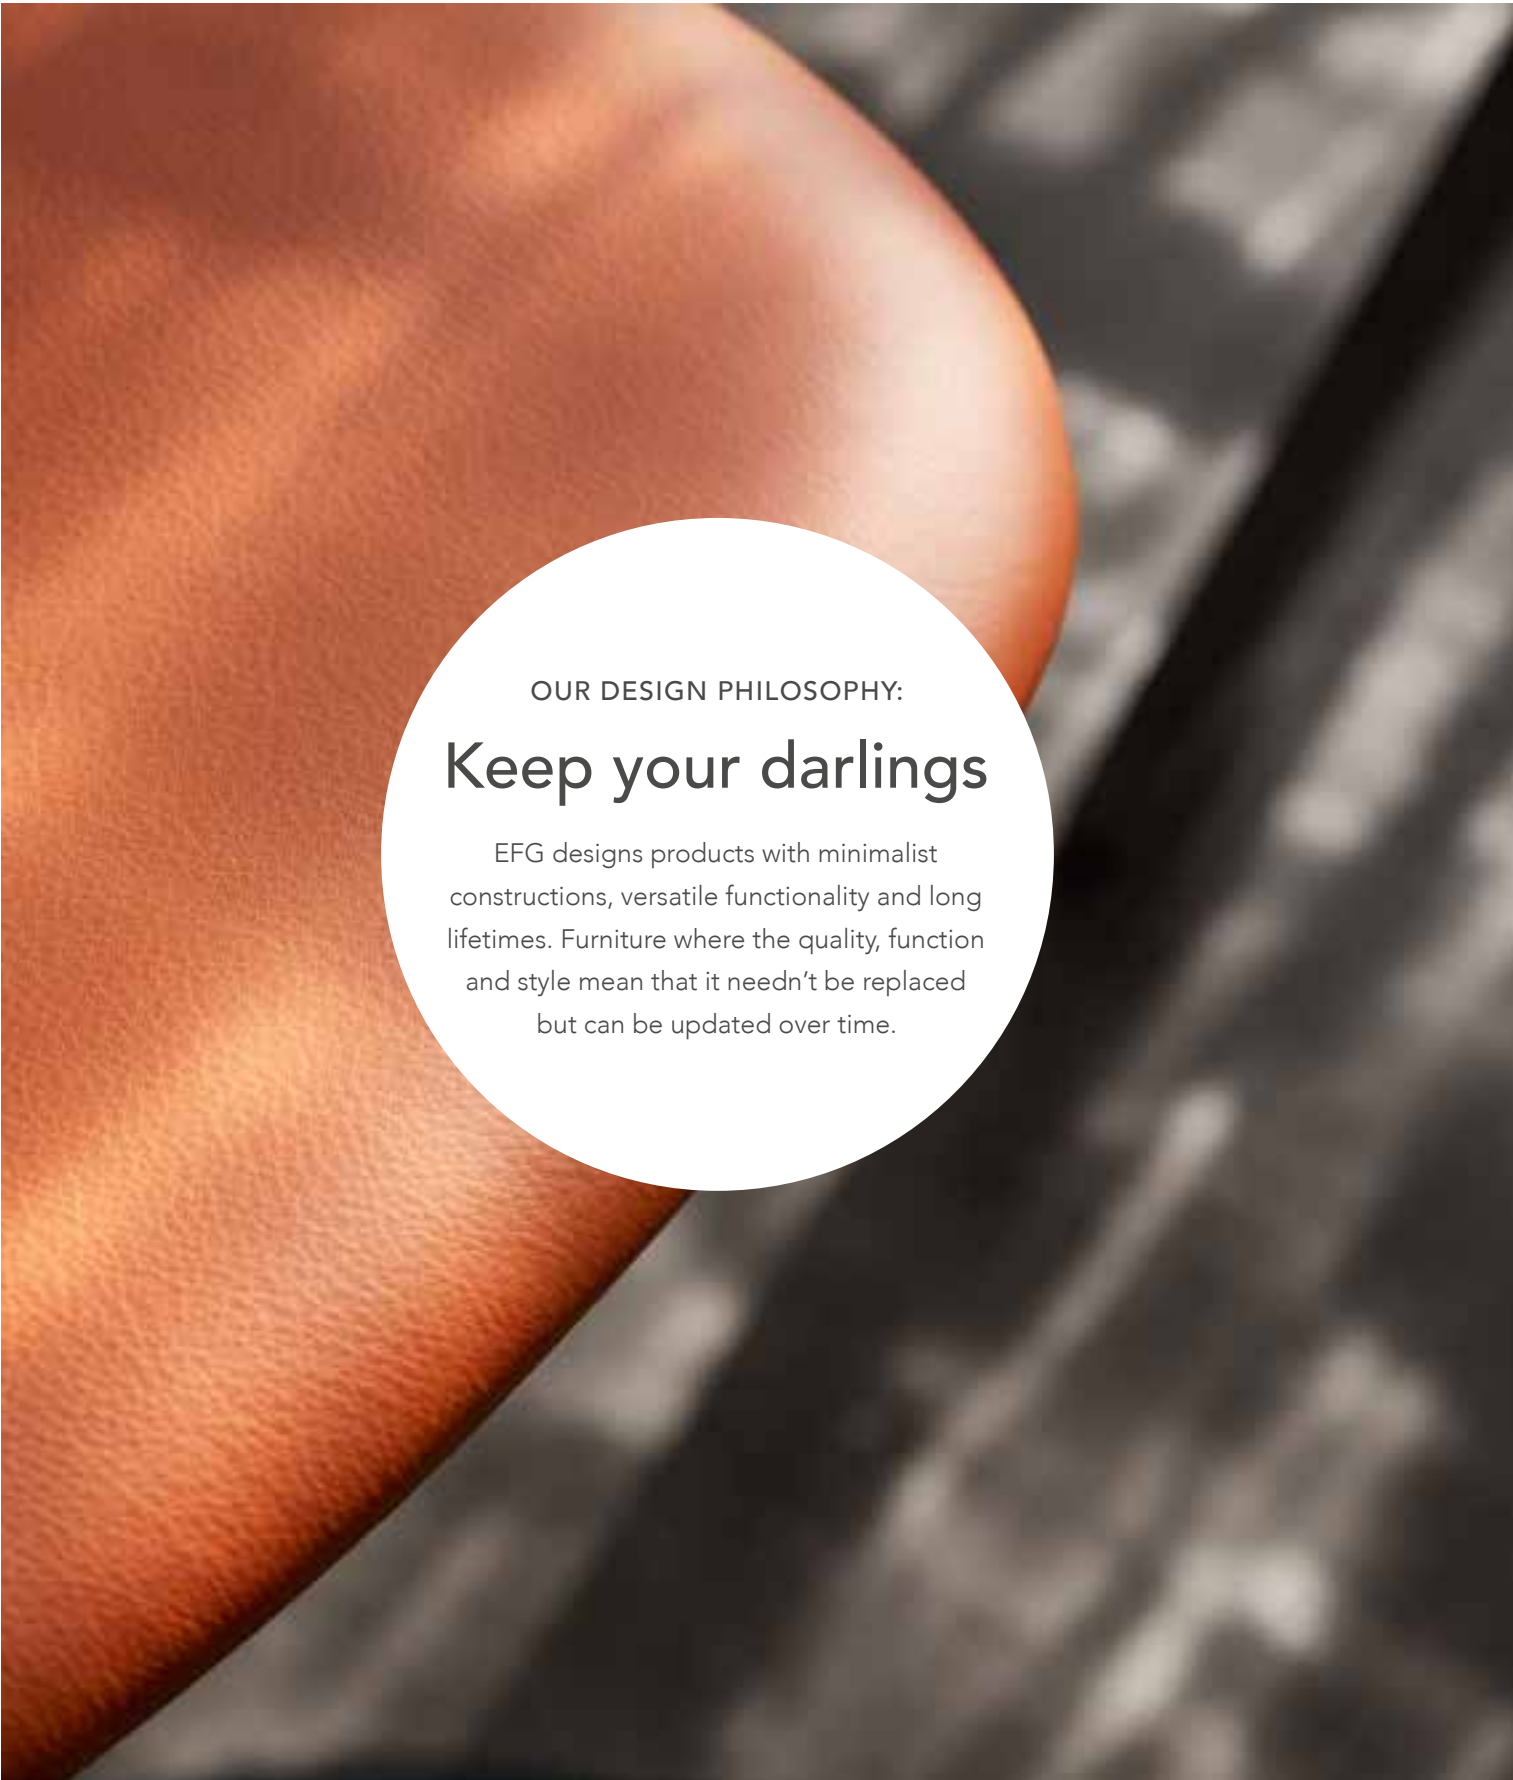 OUR DESIGN PHILOSOPHY:
Keep your darlings
EFG designs products with minimalist
constructions, versatile functionality and long
lifetimes. Furniture where the quality, function
and style mean that it needn’t be replaced
but can be updated over time.